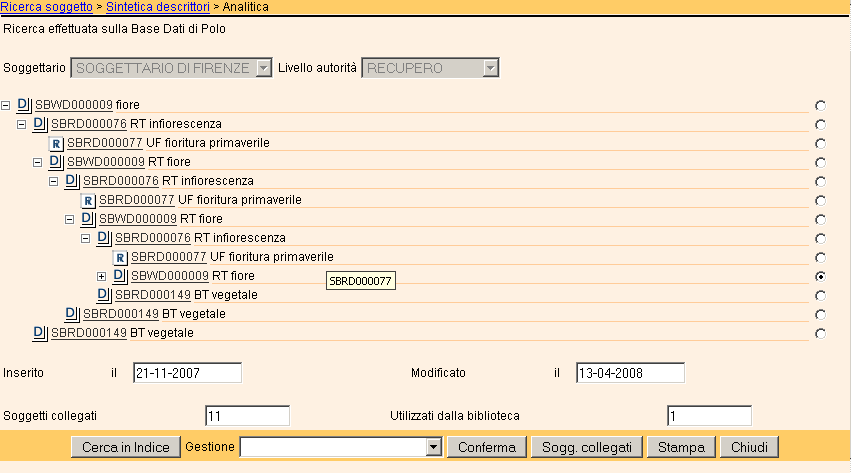 Ricerca soggetto > Sintetica descrittori > Analitica
Ricerca effettuata sulla Base Dati di Polo
Soggettario SOGGETTARIO DI FIRENZE Livello autorità RECUPERO
D SBWD000009 fiore
D SBRD000076 RT infiorescenza
R SBRD000077 UF fioritura primaverile
D SBWD000009 RT fiore
D SBRD000076 RT infiorescenza
R SBRD000077 UF fioritura primaverile
D SBWD000009 RT fiore
D SBRD000076 RT infiorescenza
R SBRD000077 UF fioritura primaverile
D SBWD000009 RT fiore
SBRD000077
D SBRD000149 BT vegetale
D SBRD000149 BT vegetale
D SBRD000149 BT vegetale
Inserito il 21-11-2007 Modificato il 13-04-2008
Soggetti collegati 11 Utilizzati dalla biblioteca 1
Cerca in Indice Gestione Conferma Sogg. collegati Stampa Chiudi